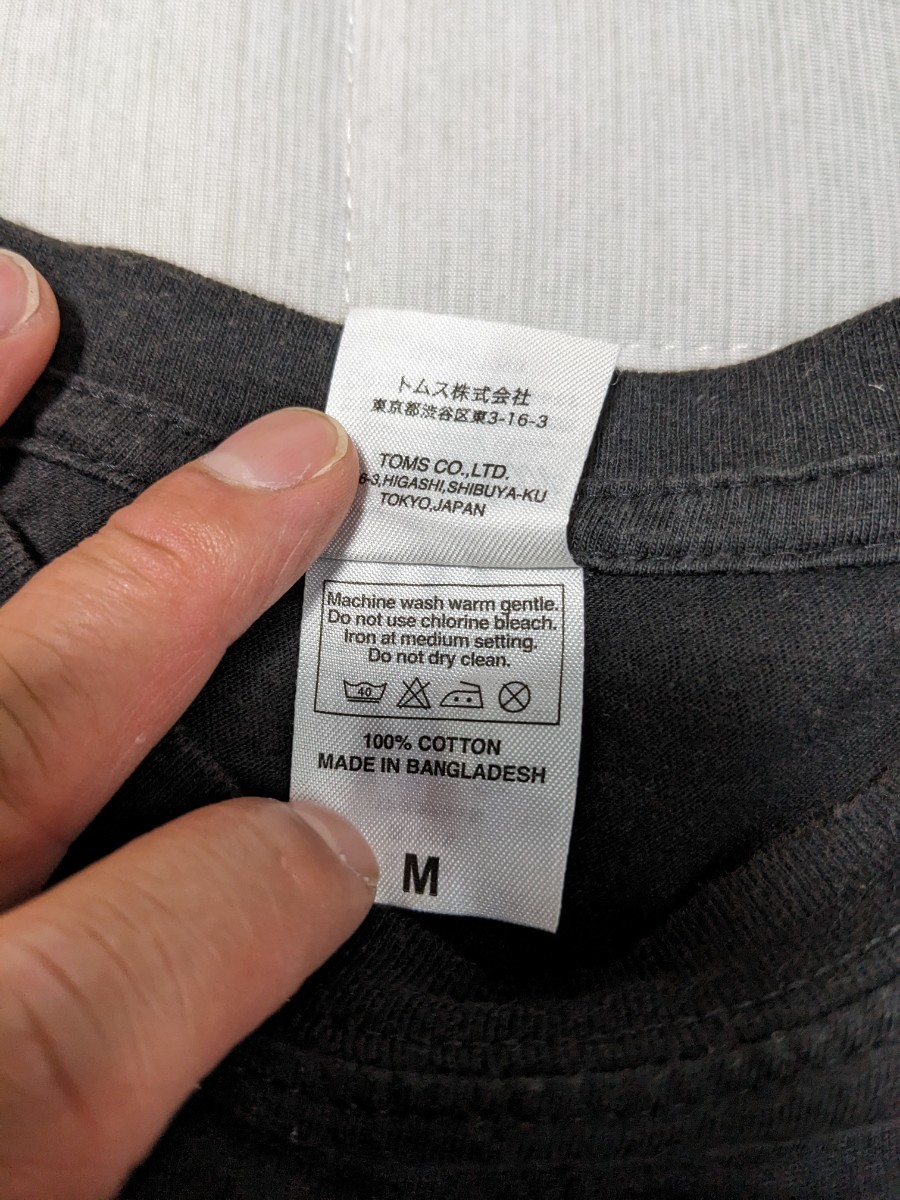 トムス株式会社
東京都渋谷区東3-16-3
TOMS CO.,LTD.
6-3,HIGASHI,SHIBUYA-KU
TOKYO,JAPAN
Machine wash warm gentle.
Do not use chlorine bleach.
Iron at medium setting.
Do not dry clean.
40
100% COTTON
MADE IN BANGLADESH
M